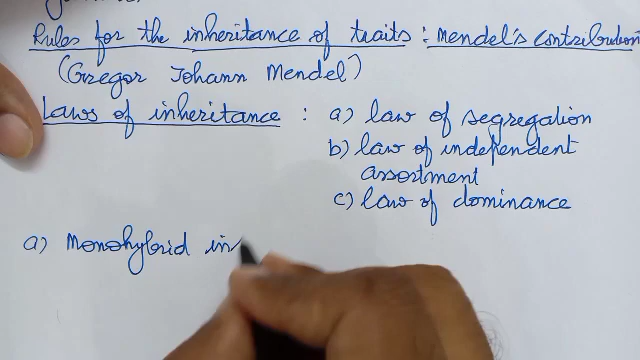 Rules for the inheritance of traits : Mendel's contribution
(Gregor Johann Mendel)
Laws of inheritance : a) law of segregation
b) law of independent
assortment
c) law of dominance
a) Monohybrid in